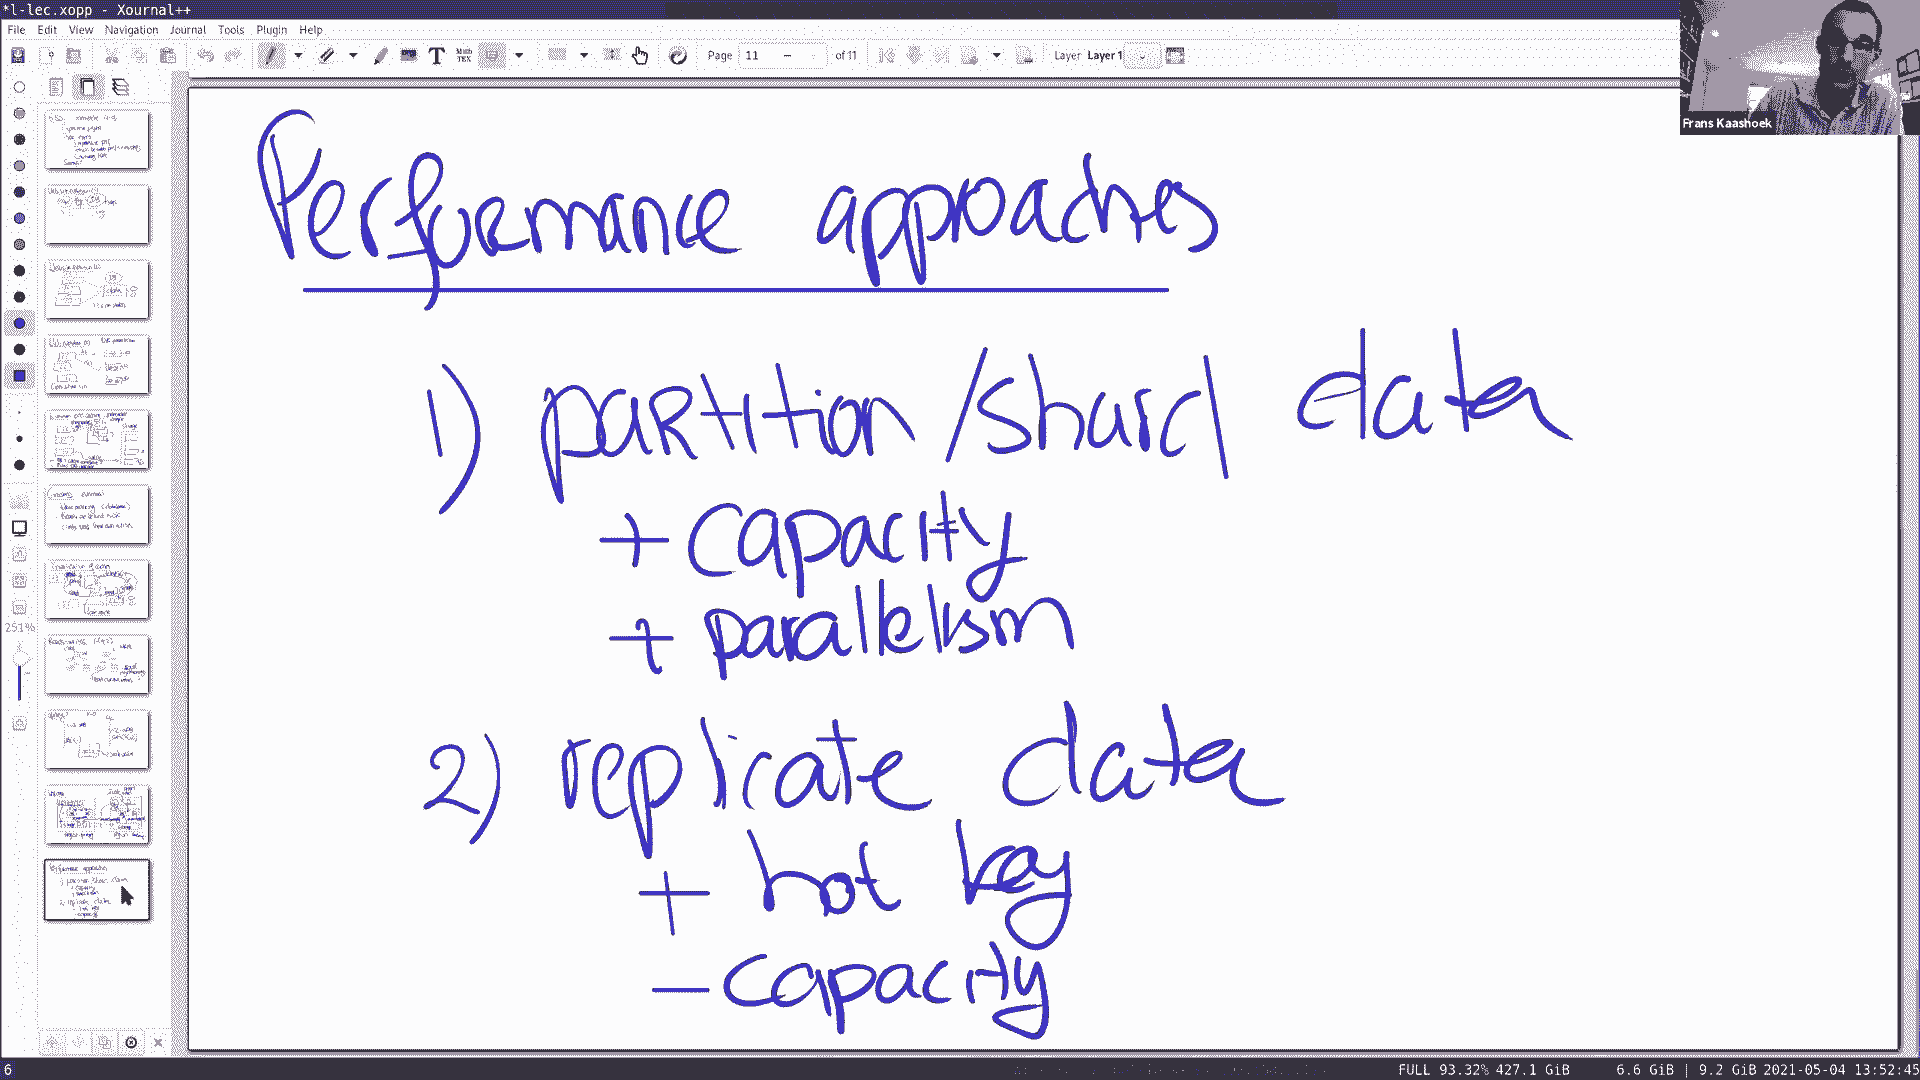 *l-lec.xopp - Xournal++
File Edit View Navigation Journal Tools Plugin Help
Page 11 of 11 Layer Layer 1
Frans Kaashoek
Performance approaches
1) partition/shard data
+ capacity
+ parallelism
2) replicate data
+ hot key
- capacity
251%
6 FULL 93.32% 427.1 GiB 6.6 GiB | 9.2 GiB 2021-05-04 13:52:45